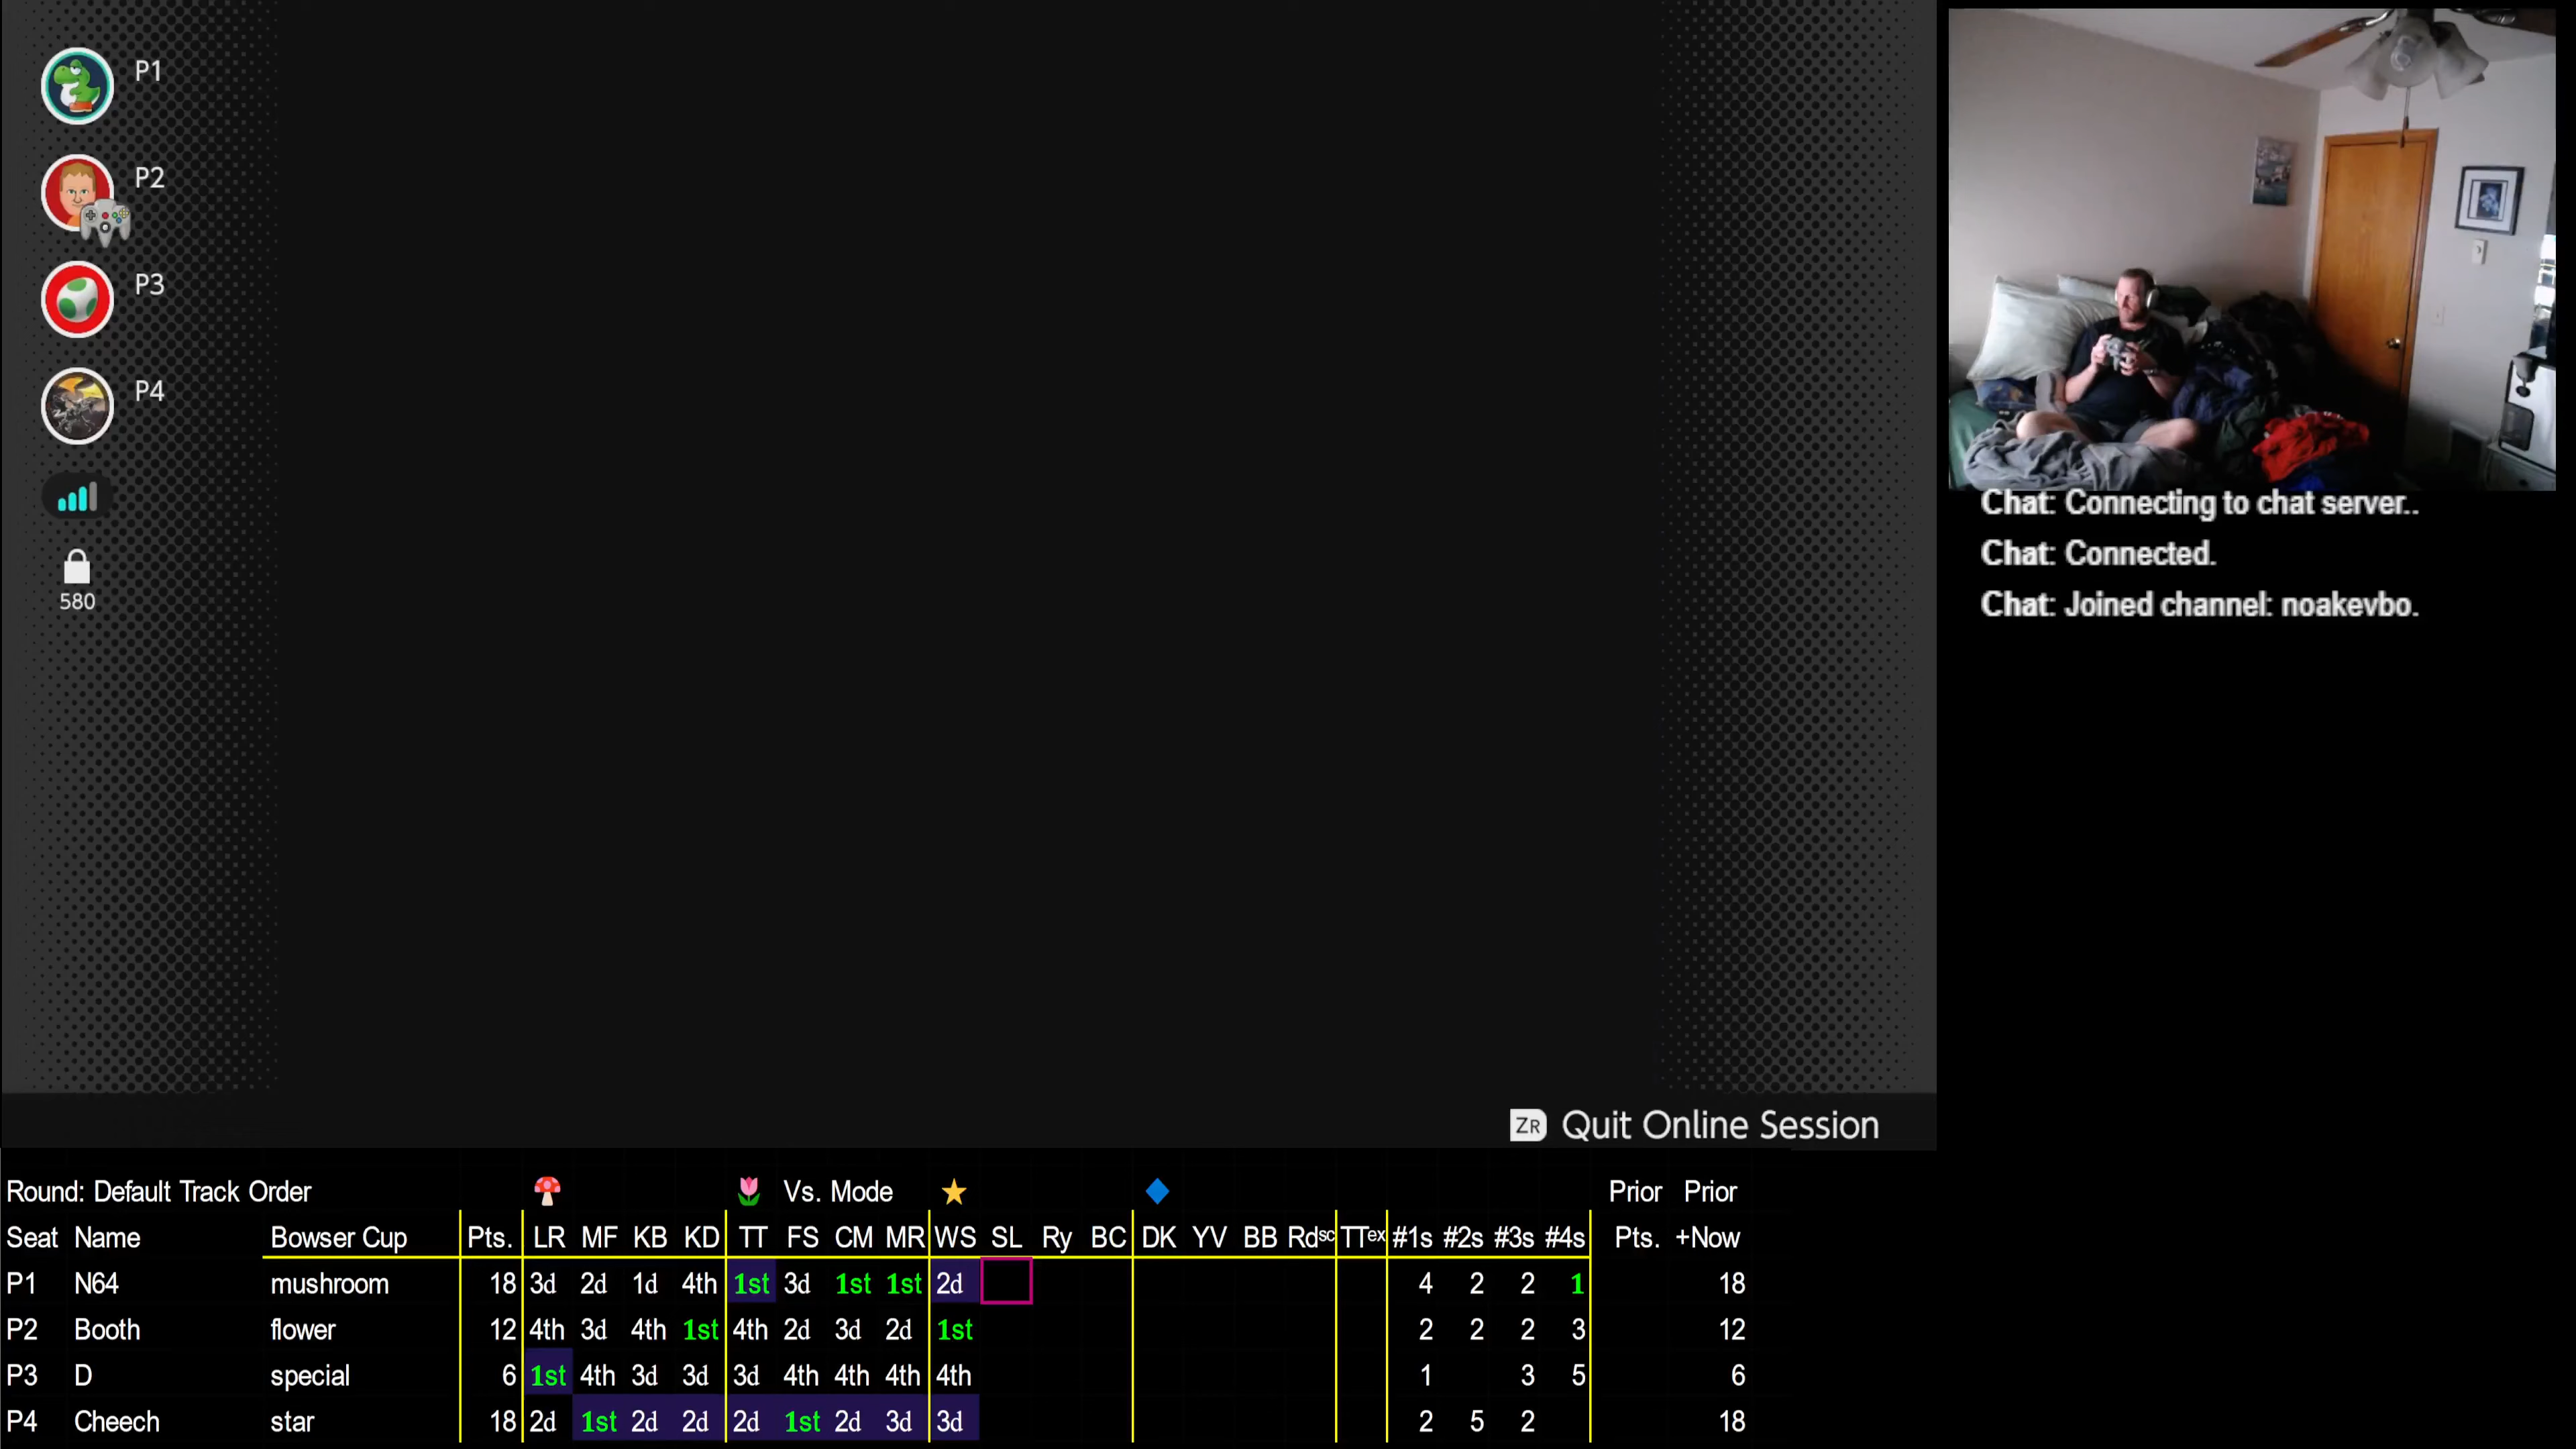 P1
P2
P3
P4
580
Chat: Connecting to chat server..
Chat: Connected.
Chat: Joined channel: noakevbo.
ZR Quit Online Session
Round: Default Track Order Vs. Mode Prior Prior
Seat Name Bowser Cup Pts. LR MF KB KD TT FS CM MR WS SL Ry BC DK YV BB Rdsc TTex #1s #2s #3s #4s Pts. +Now
P1 N64 mushroom 18 3d 2d 1d 4th 1st 3d 1st 1st 2d 4 2 2 1 18
P2 Booth flower 12 4th 3d 4th 1st 4th 2d 3d 2d 1st 2 2 2 3 12
P3 D special 6 1st 4th 3d 3d 3d 4th 4th 4th 4th 1 3 5 6
P4 Cheech star 18 2d 1st 2d 2d 2d 1st 2d 3d 3d 2 5 2 18